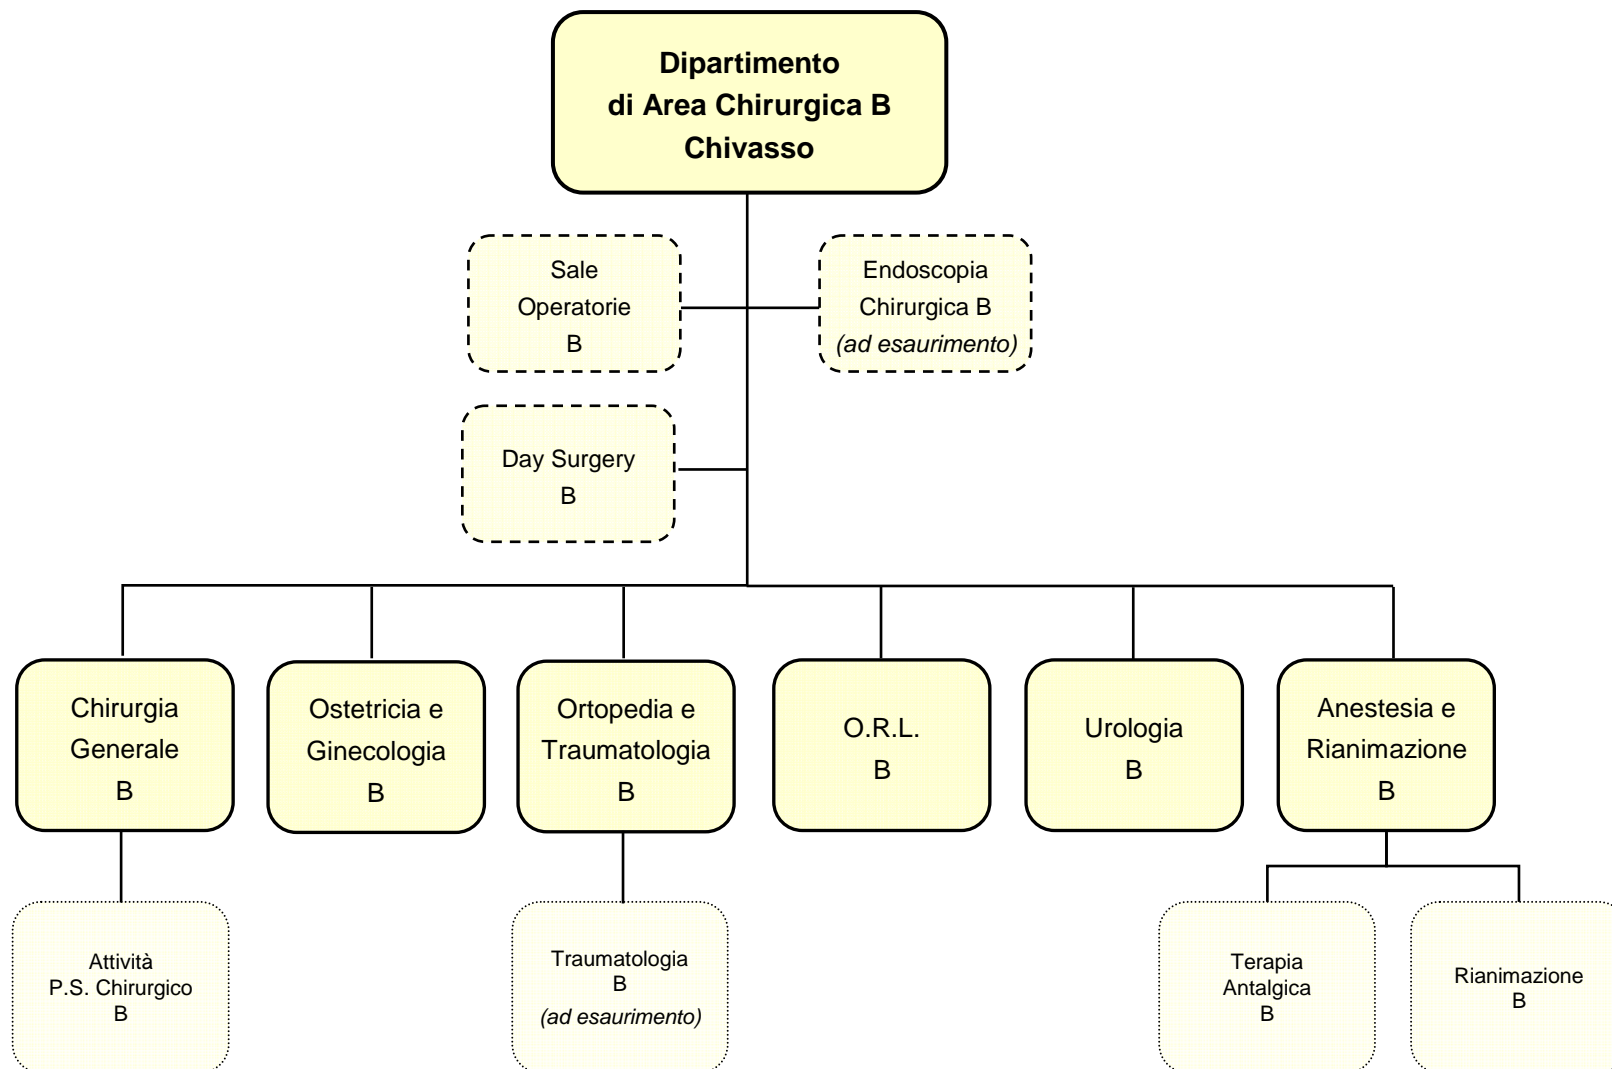 Dipartimento
di Area Chirurgica B
Chivasso
Sale
Operatorie
B
Endoscopia
Chirurgica B
(ad esaurimento)
Day Surgery
B
Chirurgia
Generale
B
Ostetricia e
Ginecologia
B
Ortopedia e
Traumatologia
B
O.R.L.
B
Urologia
B
Anestesia e
Rianimazione
B
Attività
P.S. Chirurgico
B
Traumatologia
B
(ad esaurimento)
Terapia
Antalgica
B
Rianimazione
B